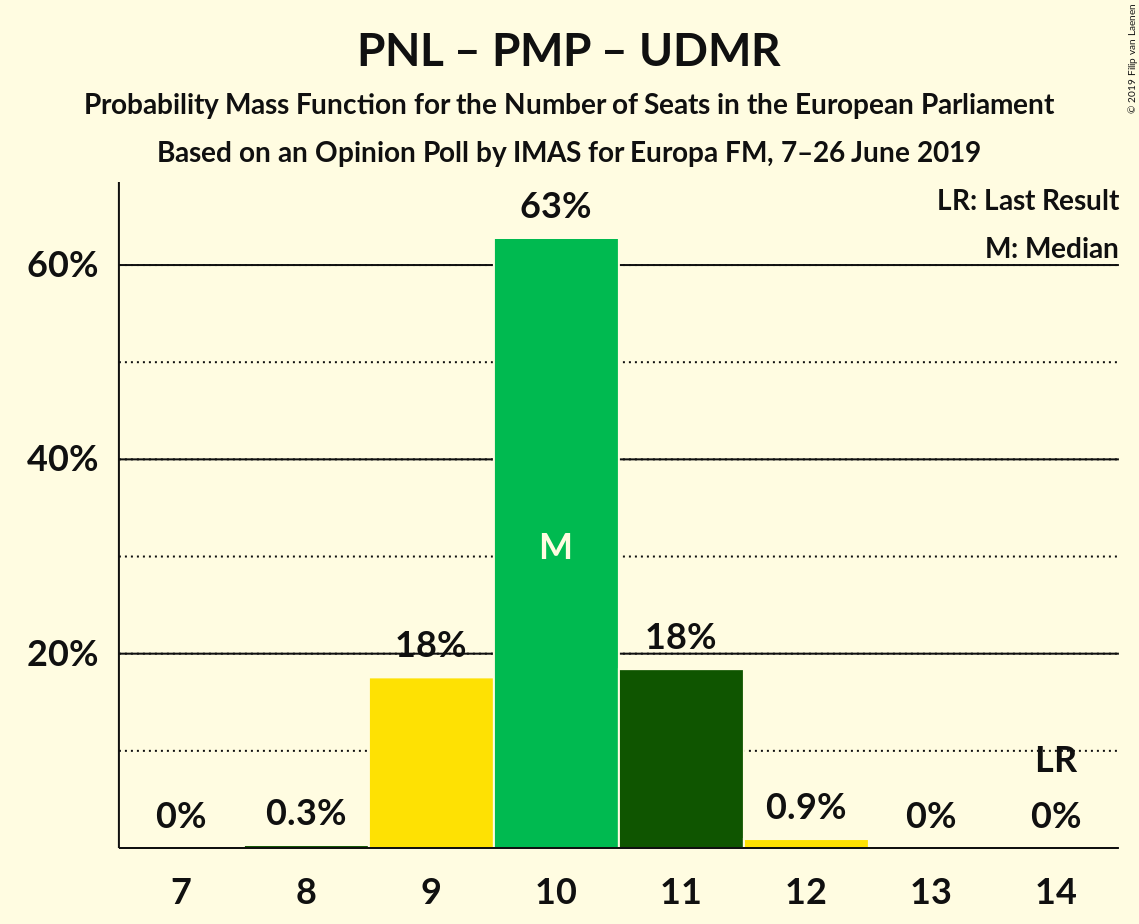 PNL – PMP – UDMR
Probability Mass Function for the Number of Seats in the European Parliament
Based on an Opinion Poll by IMAS for Europa FM, 7–26 June 2019
© 2019 Filip van Laenen
LR: Last Result
M: Median
63%
60%
40%
M
20%
18%
18%
LR
0%
0.3%
0.9%
0%
0%
7
8
9
10
11
12
13
14